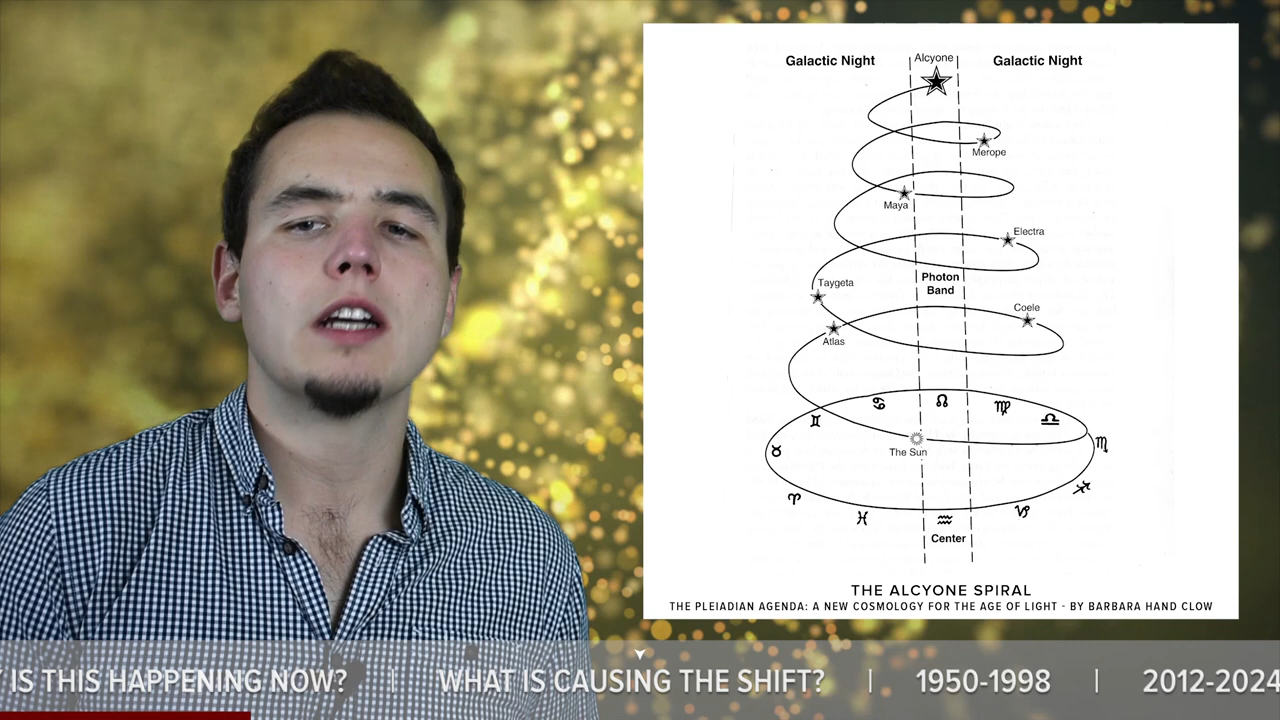 Galactic Night
Alcyone
Galactic Night
Merope
Maya
Electra
Photon
Band
Taygeta
Coele
Atlas
The Sun
♋ ♌ ♍ ♎
♊
♏
♉
♐
♈
♓ ♒ ♑
Center
THE ALCYONE SPIRAL
THE PLEIADIAN AGENDA: A NEW COSMOLOGY FOR THE AGE OF LIGHT - BY BARBARA HAND CLOW
IS THIS HAPPENING NOW? | WHAT IS CAUSING THE SHIFT? | 1950-1998 | 2012-2024